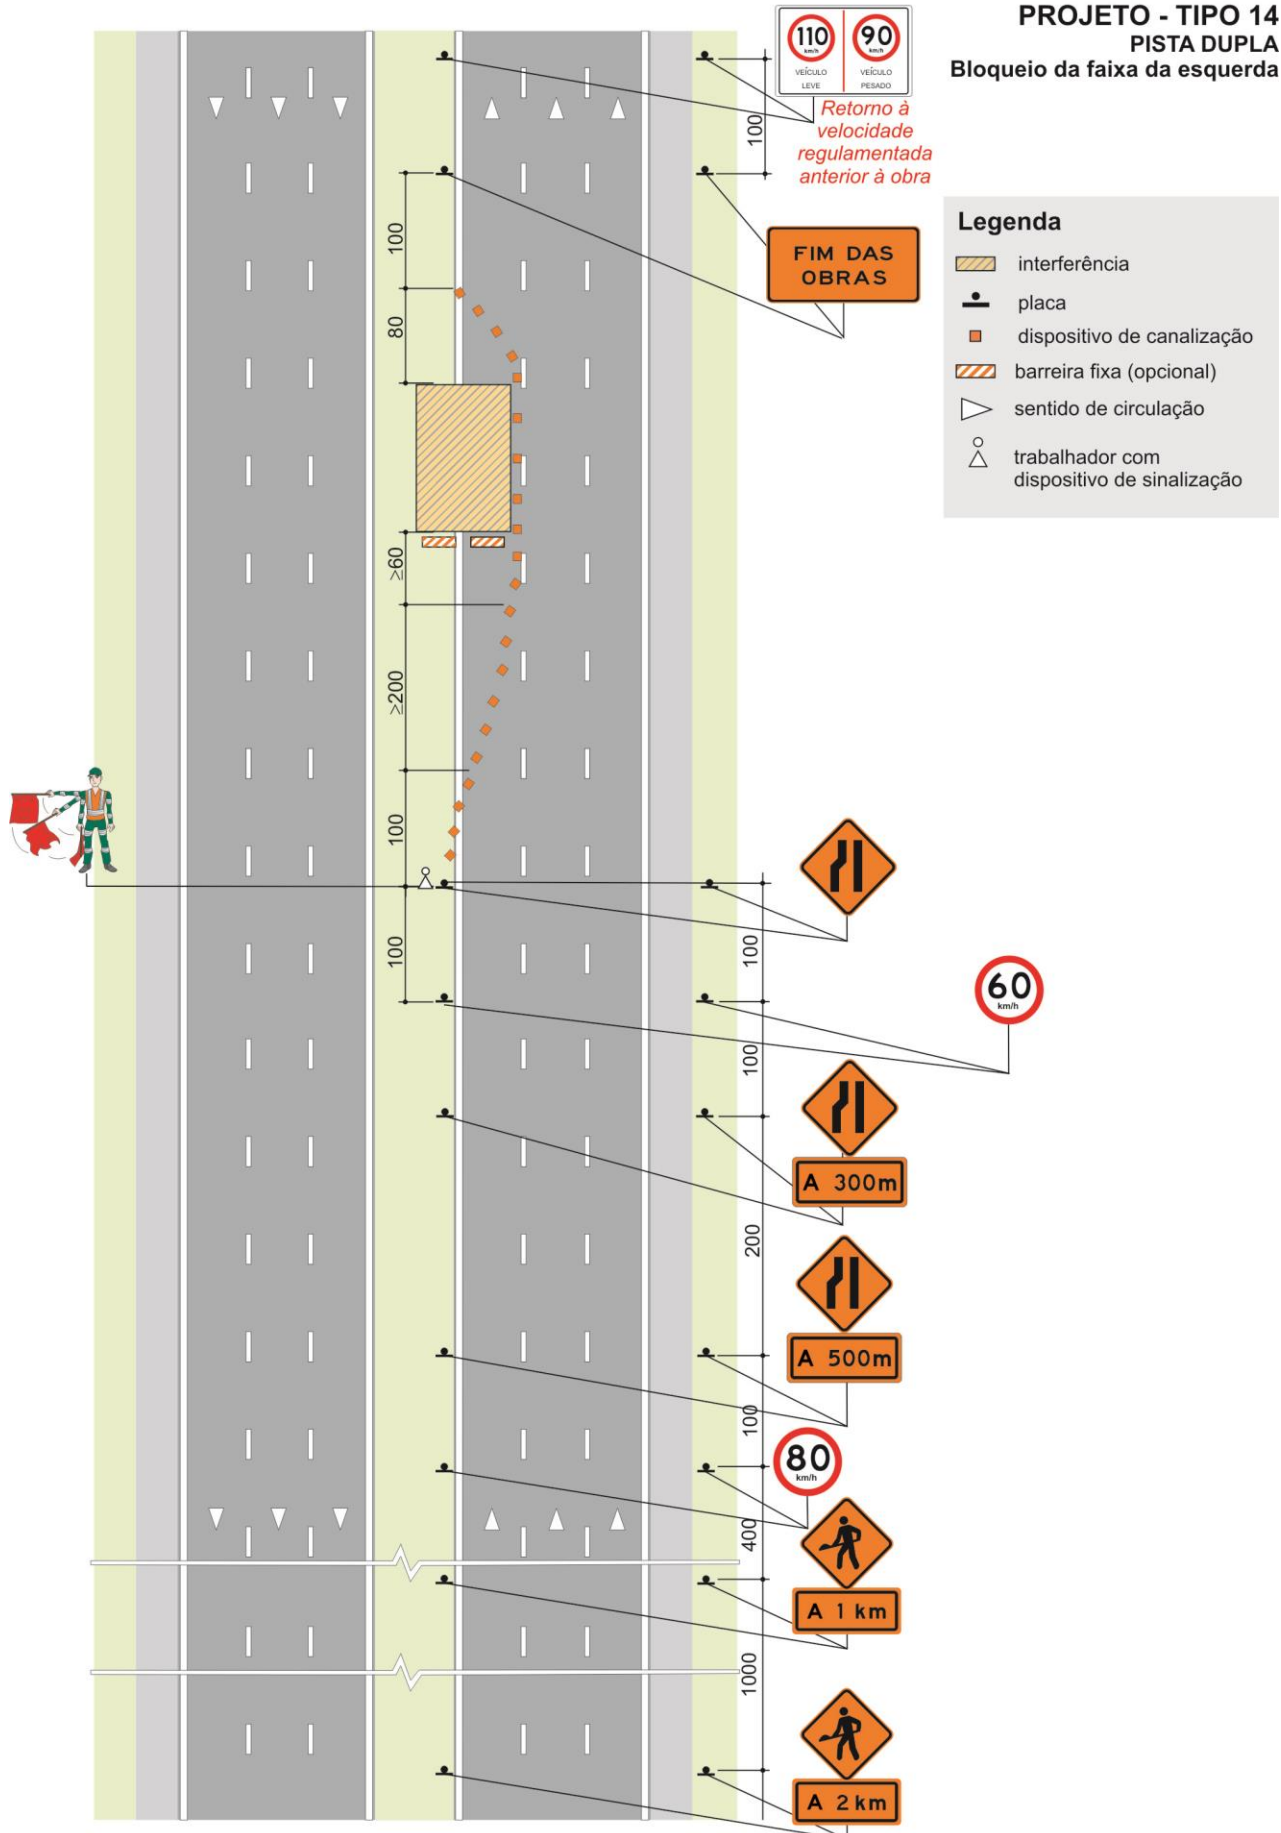 PROJETO - TIPO 14
PISTA DUPLA
Bloqueio da faixa da esquerda
110
km/h
VEÍCULO
LEVE
90
km/h
VEÍCULO
PESADO
Retorno à
velocidade
regulamentada
anterior à obra
100
FIM DAS
OBRAS
Legenda
interferência
placa
dispositivo de canalização
barreira fixa (opcional)
sentido de circulação
trabalhador com
dispositivo de sinalização
100
80
≥60
≥200
100
100
100
60
km/h
100
A 300m
200
A 500m
100
80
km/h
400
A 1 km
1000
A 2 km